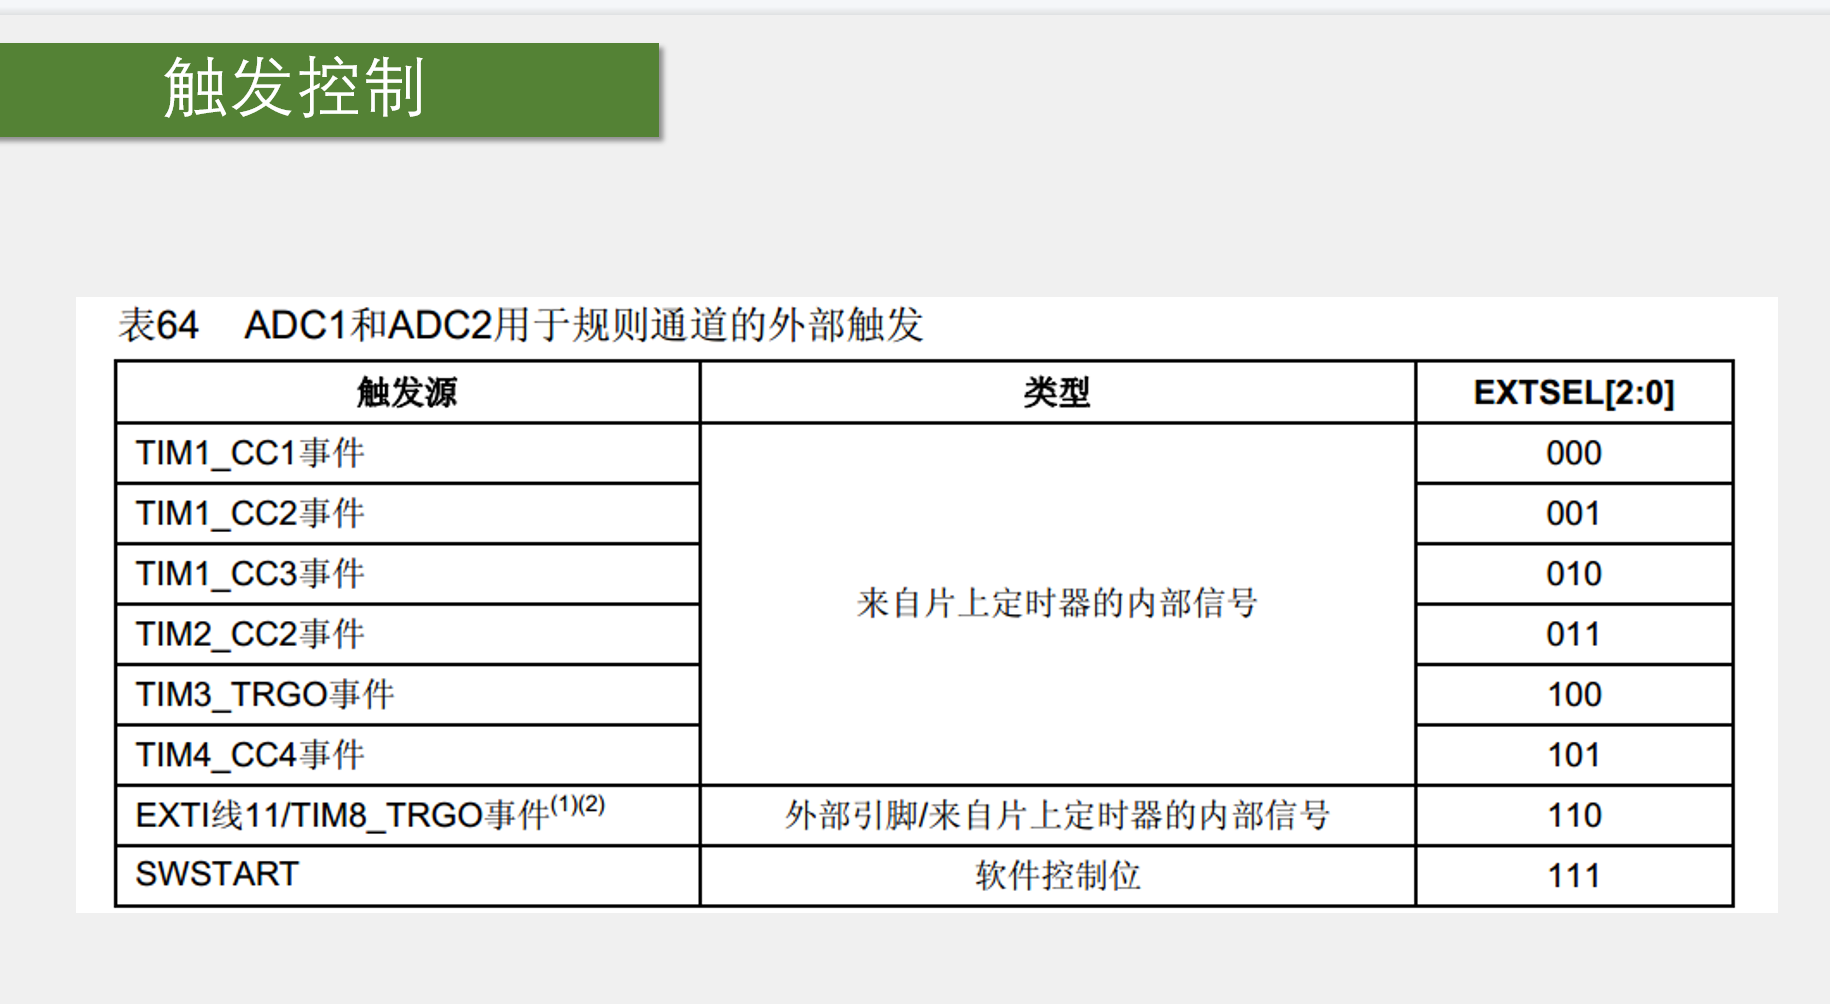 触发控制
表64 ADC1和ADC2用于规则通道的外部触发
触发源 类型 EXTSEL[2:0]
TIM1_CC1事件 000
TIM1_CC2事件 001
TIM1_CC3事件 010
来自片上定时器的内部信号
TIM2_CC2事件 011
TIM3_TRGO事件 100
TIM4_CC4事件 101
EXTI线11/TIM8_TRGO事件(1)(2) 外部引脚/来自片上定时器的内部信号 110
SWSTART 软件控制位 111